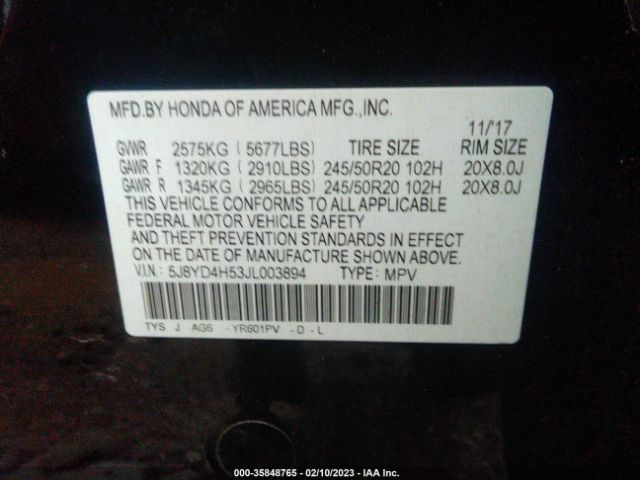 MFD.BY HONDA OF AMERICA MFG.,INC.
11/'17
GVWR 2575KG ( 5677LBS) TIRE SIZE RIM SIZE
GAWR F 1320KG ( 2910LBS) 245/50R20 102H 20X8.0J
GAWR R 1345KG ( 2965LBS) 245/50R20 102H 20X8.0J
THIS VEHICLE CONFORMS TO ALL APPLICABLE
FEDERAL MOTOR VEHICLE SAFETY
AND THEFT PREVENTION STANDARDS IN EFFECT
ON THE DATE OF MANUFACTURE SHOWN ABOVE.
V.I.N: 5J8YD4H53JL003894 TYPE: MPV
TYS J AG6 - YR601PV - D - L
000-35848765 - 02/10/2023 - IAA Inc.